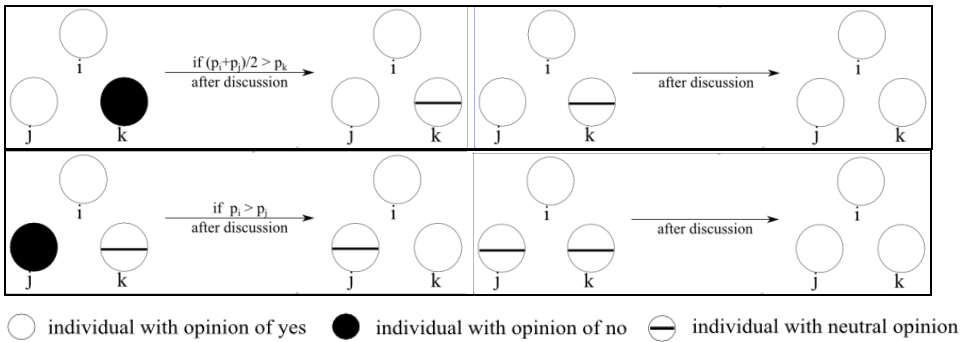 i
j
k
if (pi+pj)/2 > pk
after discussion
i
j
k
i
j
k
after discussion
i
j
k
i
j
k
if pi > pj
after discussion
i
j
k
i
j
k
after discussion
i
j
k
individual with opinion of yes
individual with opinion of no
individual with neutral opinion